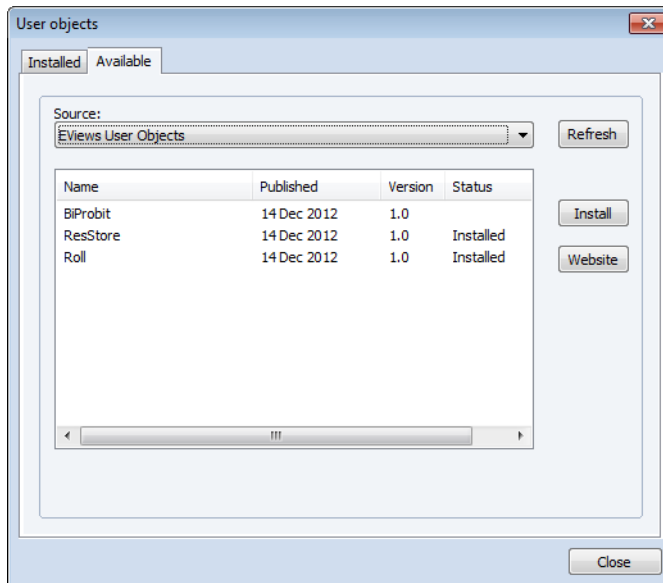 User objects
Installed Available
Source:
EViews User Objects
Refresh
Name Published Version Status
BiProbit 14 Dec 2012 1.0
ResStore 14 Dec 2012 1.0 Installed
Roll 14 Dec 2012 1.0 Installed
Install
Website
Close